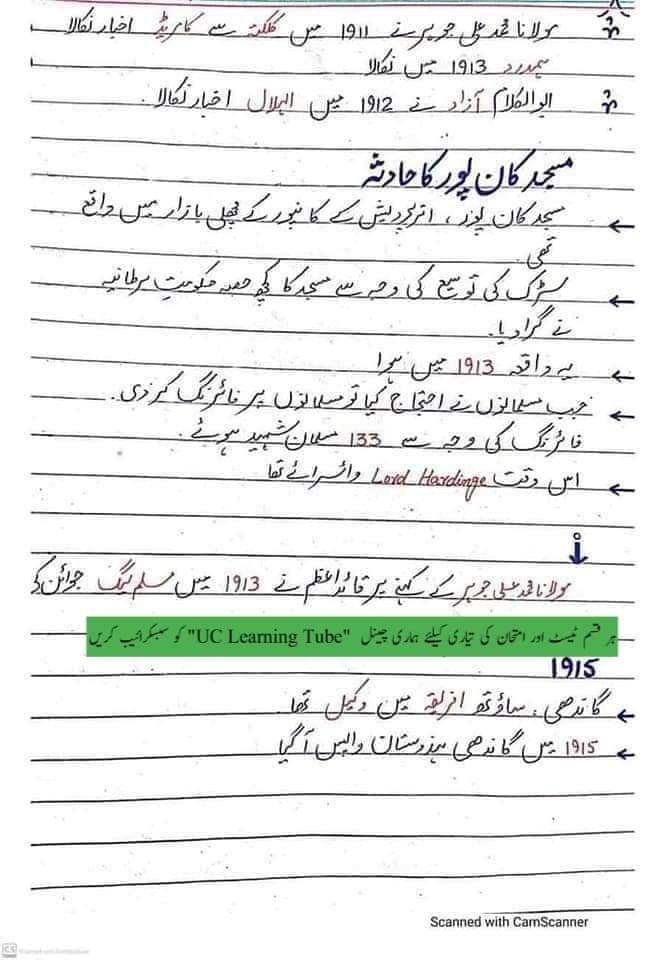 مولانا محمد علی جوہر نے 1911 میں کلکتہ سے کامریڈ اخبار نکالا
ہمدرد 1913 میں نکالا
ابوالکلام آزاد نے 1912 میں الہلال اخبار نکالا۔
مسجد کان پور کا حادثہ
← مسجد کان پور، اترپردیش کے کانپور کے مچھلی بازار میں واقع
تھی۔
← سڑک کی توسیع کی وجہ سے مسجد کا کچھ حصہ حکومتِ برطانیہ
نے گرا دیا۔
← یہ واقعہ 1913 میں ہوا
← جب مسلمانوں نے احتجاج کیا تو مسلمانوں پر فائرنگ کر دی۔
فائرنگ کی وجہ سے 133 مسلمان شہید ہوئے۔
← اس وقت Lord Hardinge وائسرائے تھا
↓
مولانا محمد علی جوہر کے کہنے پر قائداعظم نے 1913 میں مسلم لیگ جوائن کی
ہر قسم ٹیسٹ اور امتحان کی تیاری کیلئے ہماری چینل "UC Learning Tube" کو سبسکرائیب کریں
1915
← گاندھی، ساؤتھ افریقہ میں وکیل تھا۔
← 1915 میں گاندھی ہندوستان واپس آ گیا
Scanned with CamScanner
CS Scanned with CamScanner